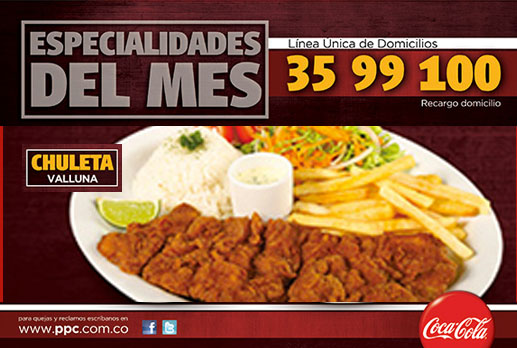 ESPECIALIDADES
DEL MES
Línea Única de Domicilios
35 99 100
Recargo domicilio
CHULETA
VALLUNA
para quejas y reclamos escribanos en
www.ppc.com.co
Coca-Cola